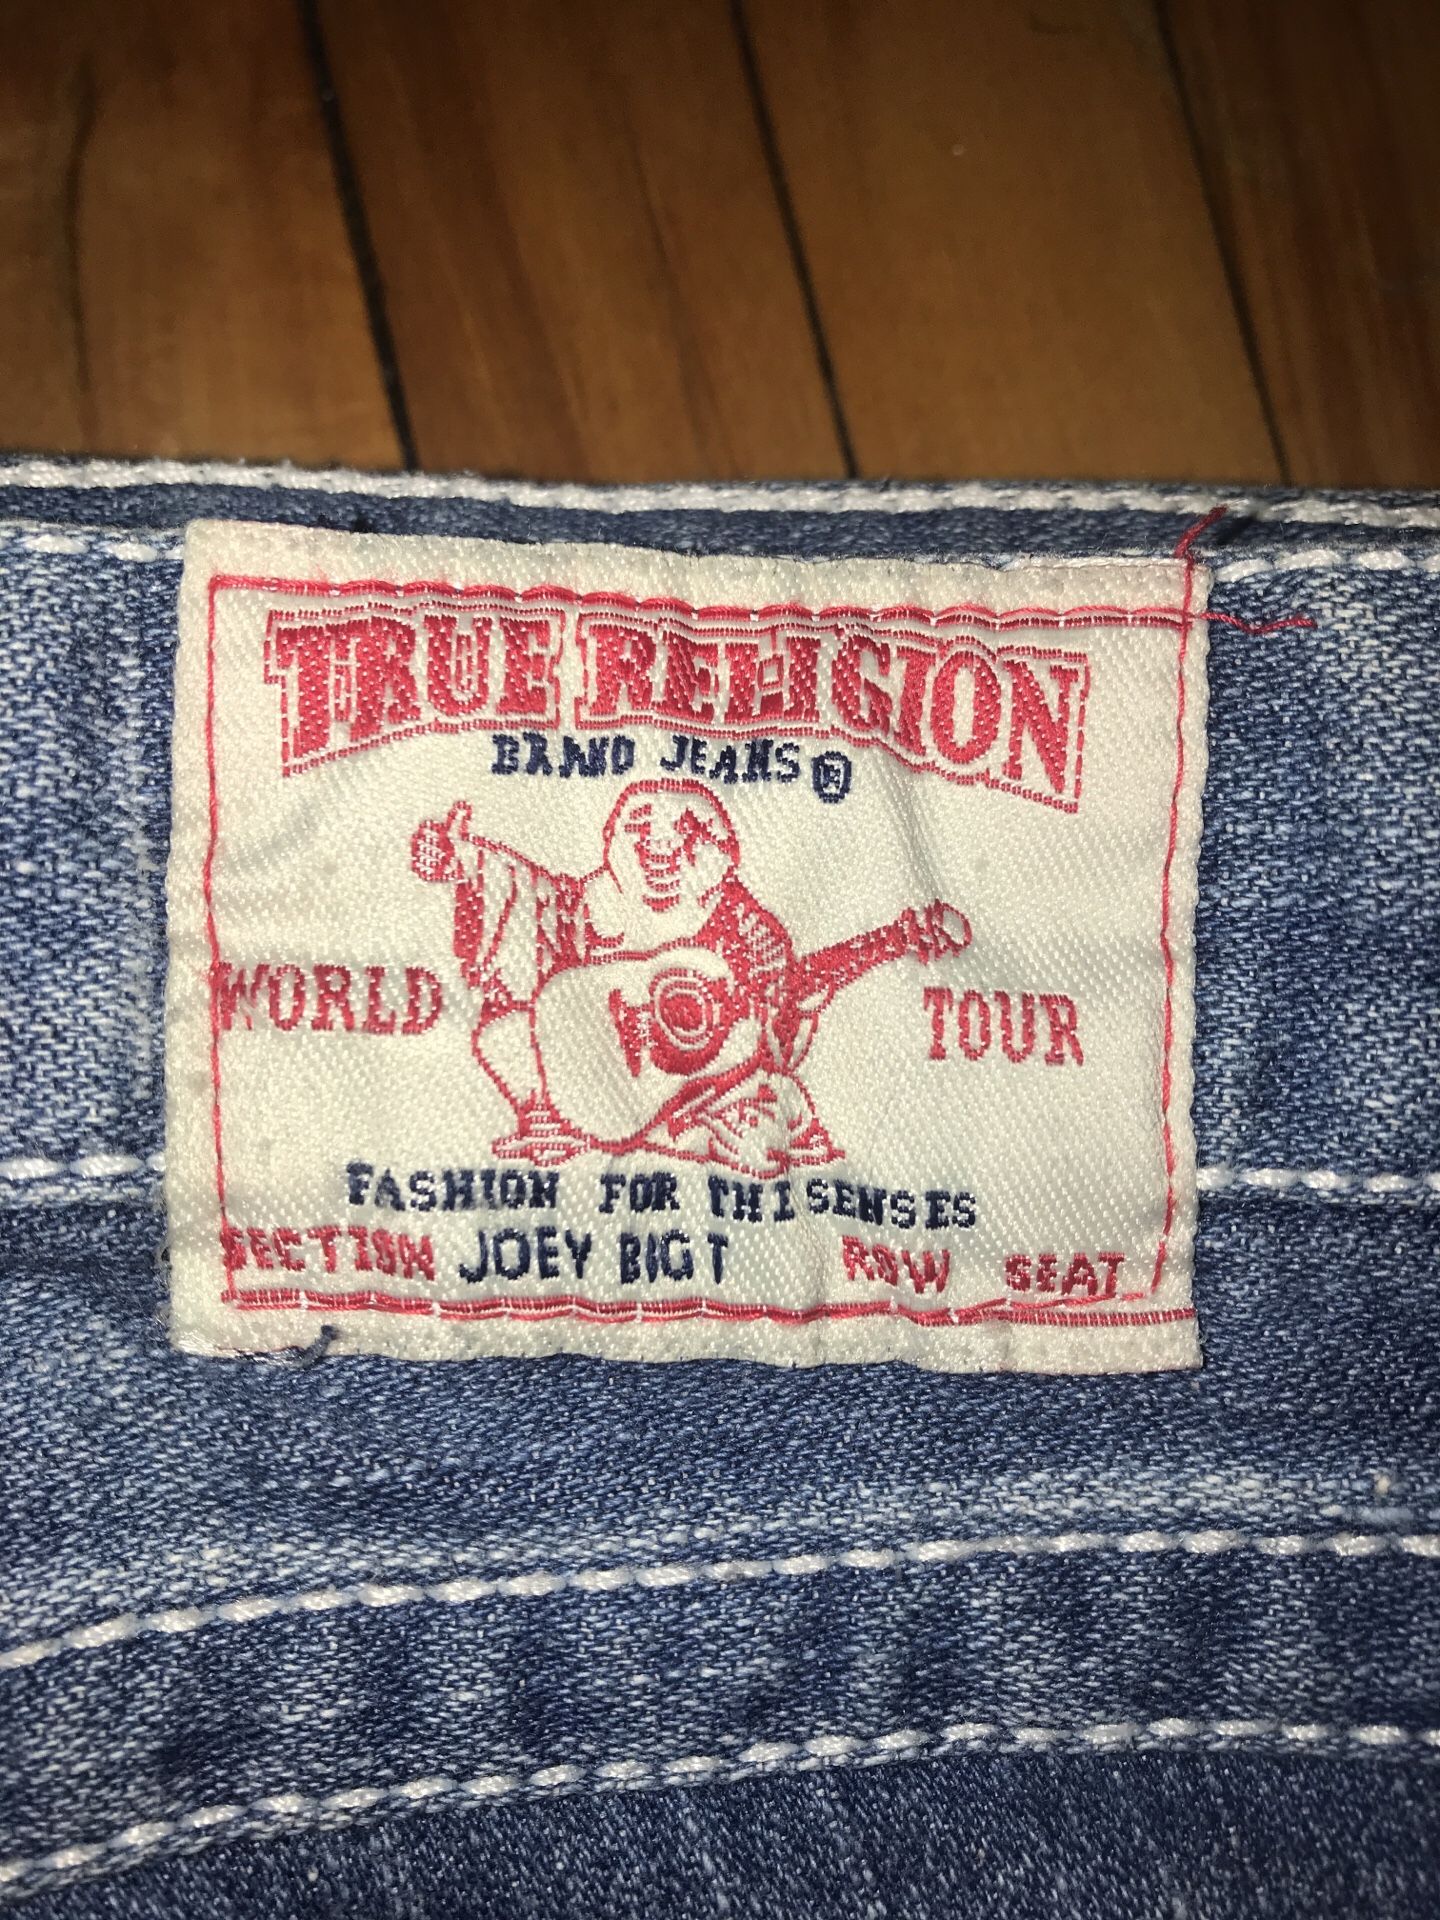 TRUE RELIGION
BRAND JEANS®
WORLD TOUR
FASHION FOR THE SENSES
SECTION JOEY BIG T ROW SEAT